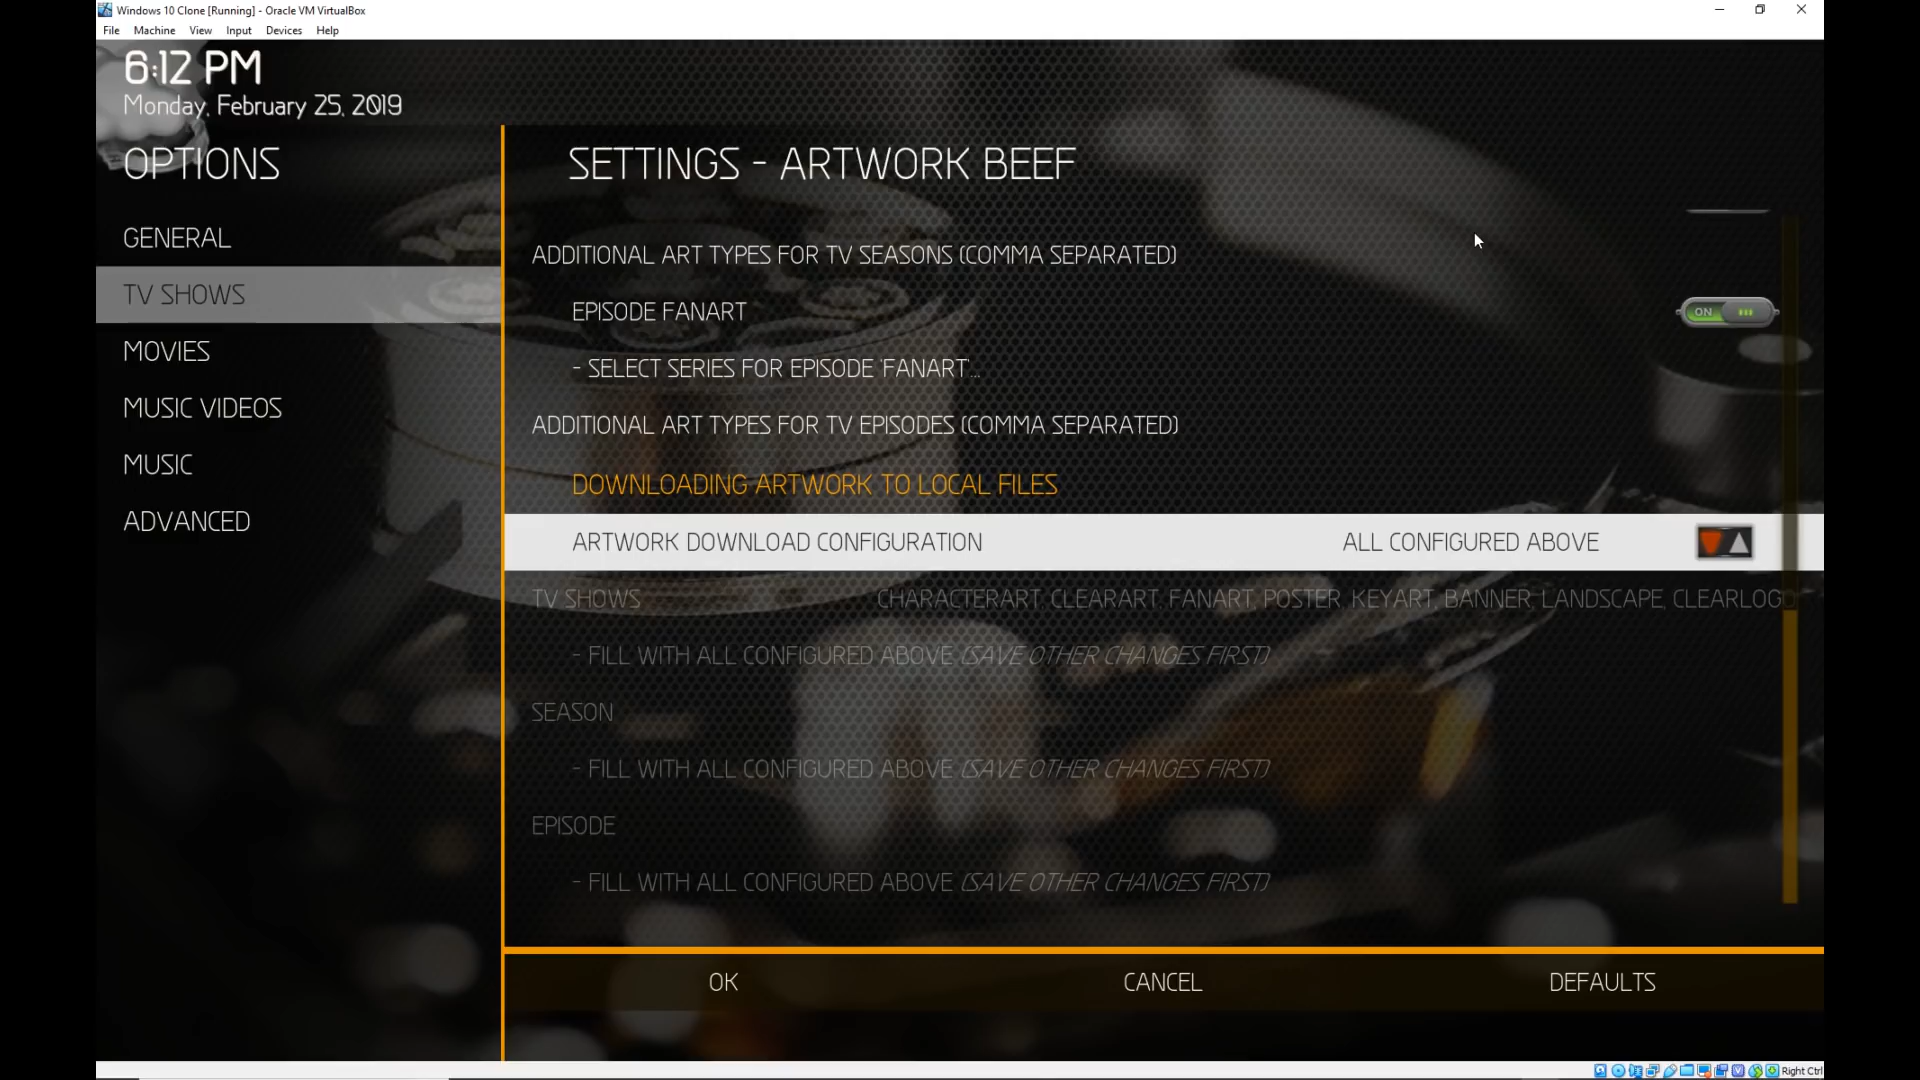 Windows 10 Clone [Running] - Oracle VM VirtualBox
File Machine View Input Devices Help
6:12 PM
Monday, February 25, 2019
OPTIONS
GENERAL
TV SHOWS
MOVIES
MUSIC VIDEOS
MUSIC
ADVANCED
SETTINGS - ARTWORK BEEF
ADDITIONAL ART TYPES FOR TV SEASONS (COMMA SEPARATED)
EPISODE FANART ON
- SELECT SERIES FOR EPISODE 'FANART'...
ADDITIONAL ART TYPES FOR TV EPISODES (COMMA SEPARATED)
DOWNLOADING ARTWORK TO LOCAL FILES
ARTWORK DOWNLOAD CONFIGURATION ALL CONFIGURED ABOVE
TV SHOWS CHARACTERART, CLEARART, FANART, POSTER, KEYART, BANNER, LANDSCAPE, CLEARLOGO
- FILL WITH ALL CONFIGURED ABOVE (SAVE OTHER CHANGES FIRST)
SEASON
- FILL WITH ALL CONFIGURED ABOVE (SAVE OTHER CHANGES FIRST)
EPISODE
- FILL WITH ALL CONFIGURED ABOVE (SAVE OTHER CHANGES FIRST)
OK CANCEL DEFAULTS
Right Ctrl